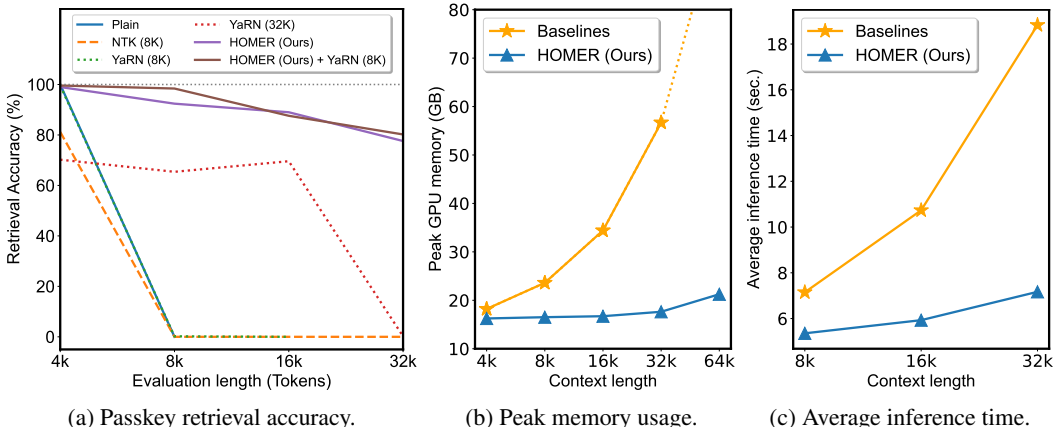 Plain
NTK (8K)
YaRN (8K)
YaRN (32K)
HOMER (Ours)
HOMER (Ours) + YaRN (8K)
Retrieval Accuracy (%)
100
80
60
40
20
0
4k 8k 16k 32k
Evaluation length (Tokens)
(a) Passkey retrieval accuracy.
Baselines
HOMER (Ours)
Peak GPU memory (GB)
80
70
60
50
40
30
20
10
4k 8k 16k 32k 64k
Context length
(b) Peak memory usage.
Baselines
HOMER (Ours)
Average inference time (sec.)
18
16
14
12
10
8
6
8k 16k 32k
Context length
(c) Average inference time.